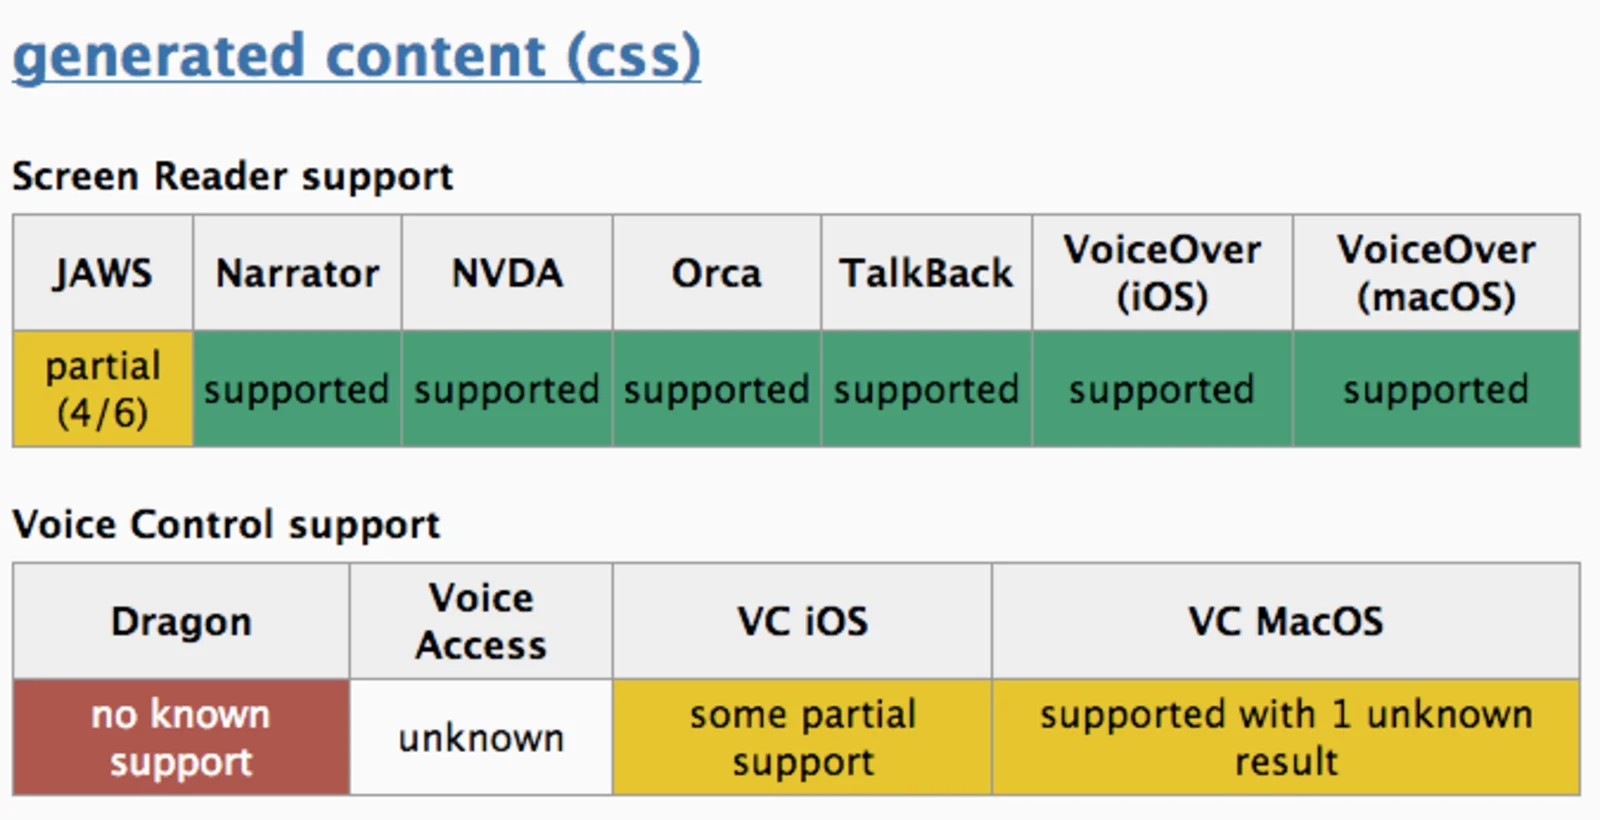 generated content (css)
Screen Reader support
JAWS
Narrator
NVDA
Orca
TalkBack
VoiceOver
(iOS)
VoiceOver
(macOS)
partial
(4/6)
supported
supported
supported
supported
supported
supported
Voice Control support
Dragon
Voice
Access
VC iOS
VC MacOS
no known
support
unknown
some partial
support
supported with 1 unknown
result